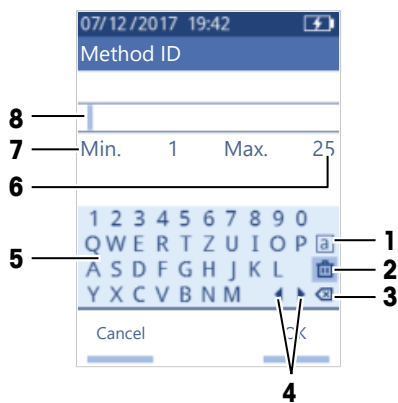 07/12/2017 19:42
Method ID
8
7 Min. 1 Max. 25
6
1 2 3 4 5 6 7 8 9 0
Q W E R T Z U I O P a 1
5
A S D F G H J K L 2
Y X C V B N M 3
Cancel OK
4